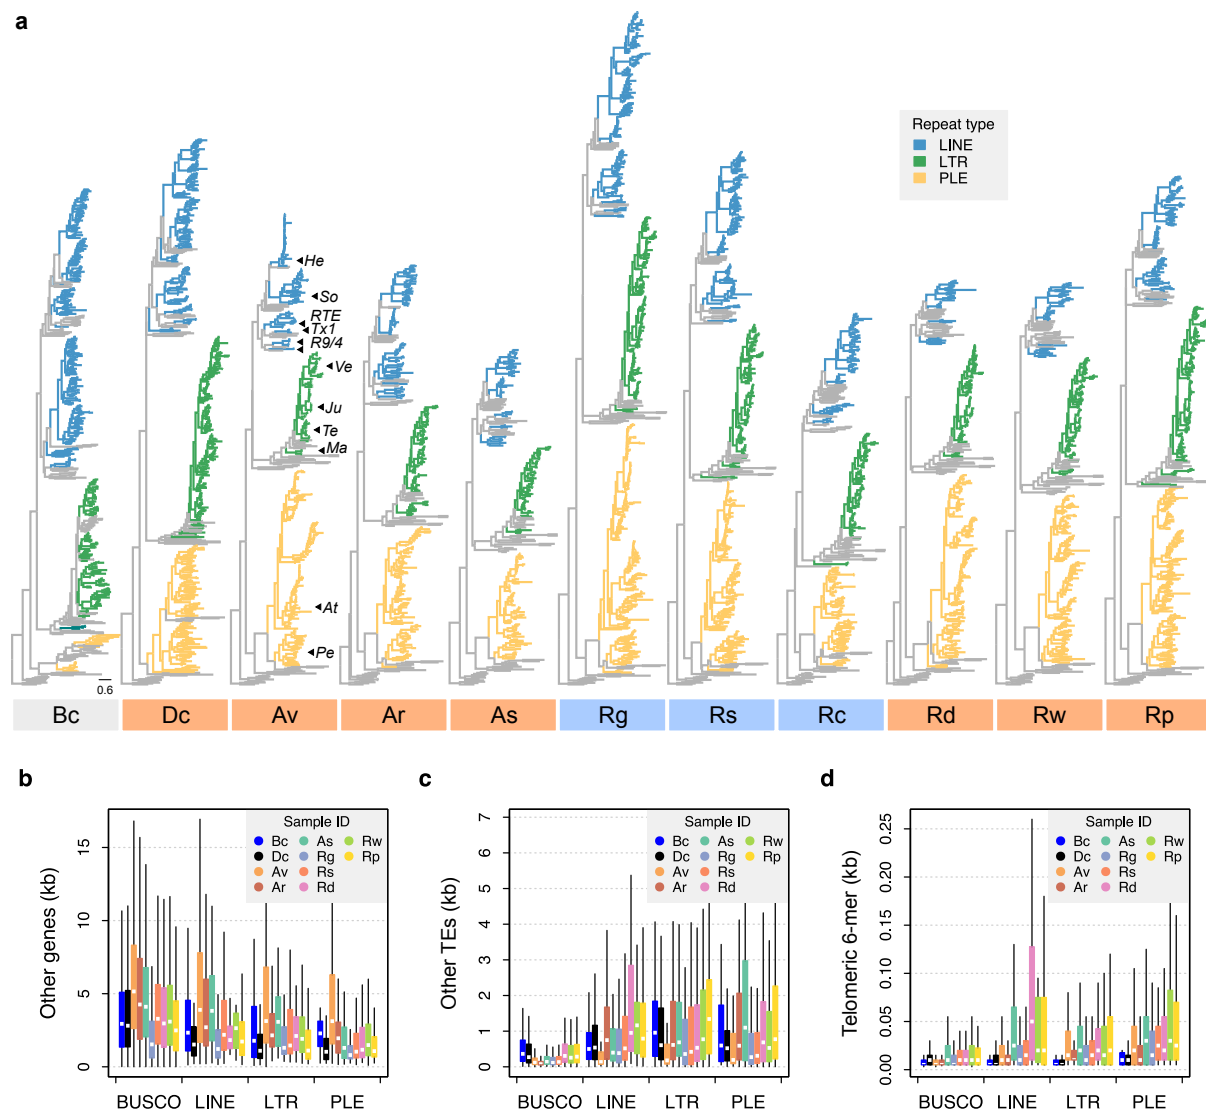 a
Repeat type
LINE
LTR
PLE
He
So
RTE
Tx1
R9/4
Ve
Ju
Te
Ma
At
Pe
0.6
Bc Dc Av Ar As Rg Rs Rc Rd Rw Rp
b
Other genes (kb)
15
10
5
0
Sample ID
Bc As Rw
Dc Rg Rp
Av Rs
Ar Rd
BUSCO LINE LTR PLE
c
Other TEs (kb)
7
6
5
4
3
2
1
0
Sample ID
Bc As Rw
Dc Rg Rp
Av Rs
Ar Rd
BUSCO LINE LTR PLE
d
Telomeric 6-mer (kb)
0.25
0.20
0.15
0.10
0.05
0.00
Sample ID
Bc As Rw
Dc Rg Rp
Av Rs
Ar Rd
BUSCO LINE LTR PLE